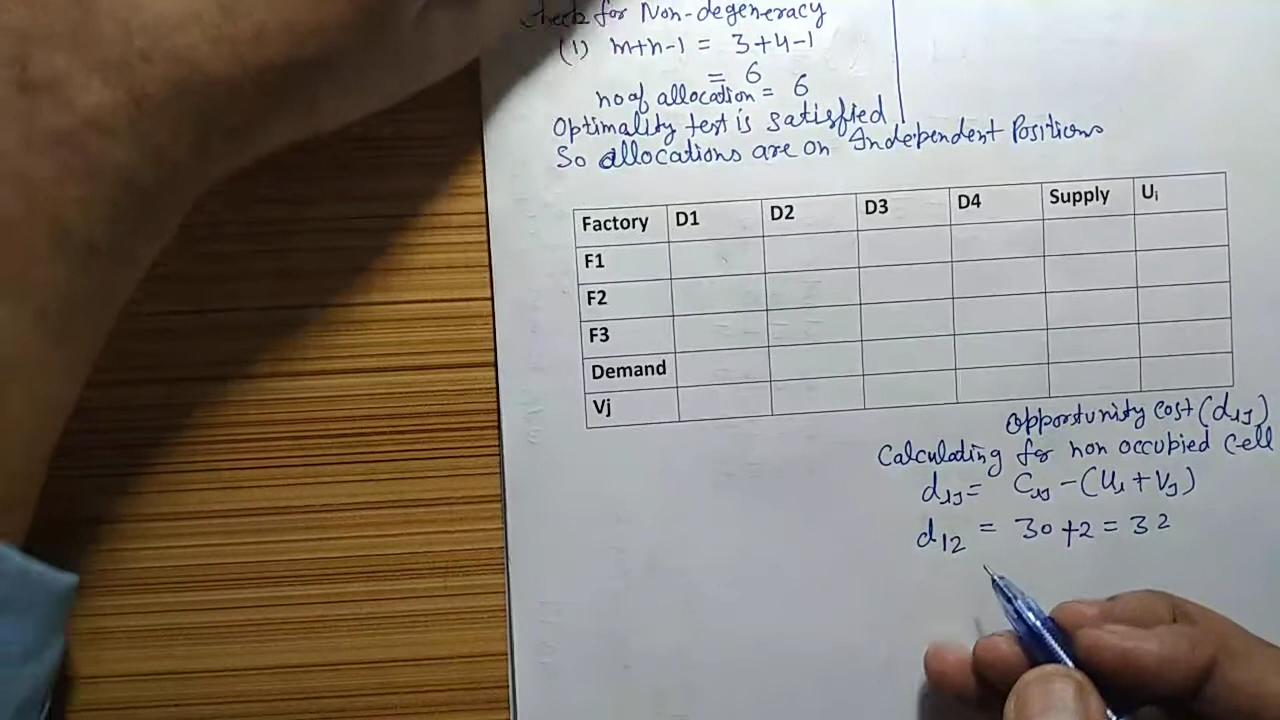 Check for Non-degeneracy
(1) m+n-1 = 3+4-1
= 6
no of allocation = 6
Optimality test is satisfied
So allocations are on Independent Positions
Factory D1 D2 D3 D4 Supply Ui
F1
F2
F3
Demand
Vj
Opportunity cost (dij)
Calculating for non occupied cell
dij = Cij - (Ui + Vj)
d12 = 30+2 = 32